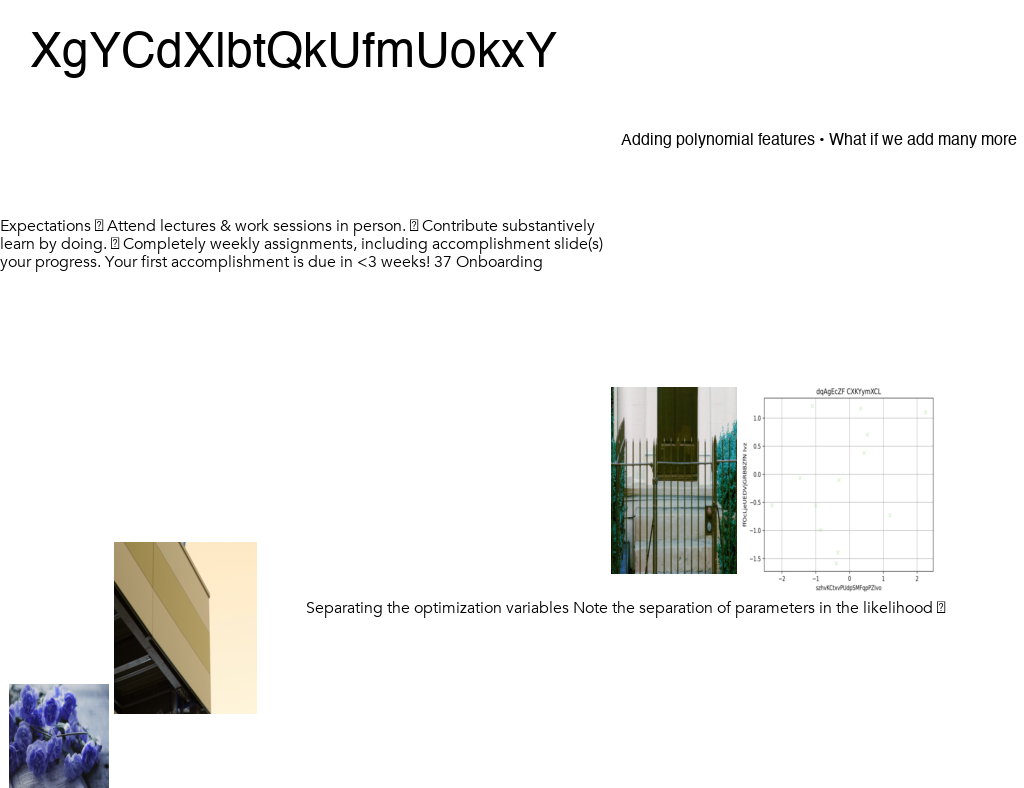 XgYCdXlbtQkUfmUokxY
Adding polynomial features • What if we add many more
Expectations ⍰ Attend lectures & work sessions in person. ⍰ Contribute substantively
learn by doing. ⍰ Completely weekly assignments, including accomplishment slide(s)
your progress. Your first accomplishment is due in <3 weeks! 37 Onboarding
dqAgEcZF CXKYymXCL
1.0
0.5
0.0
−0.5
−1.0
−1.5
−2 −1 0 1 2
Separating the optimization variables Note the separation of parameters in the likelihood ⍰